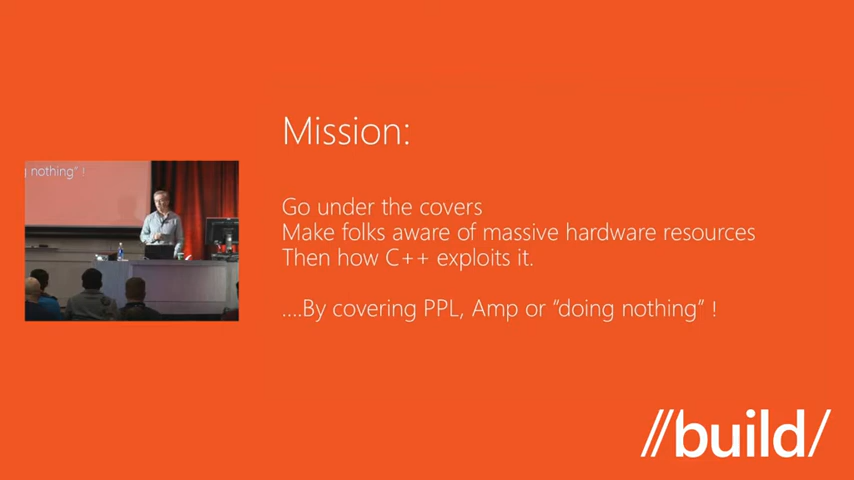 Mission:
Go under the covers
Make folks aware of massive hardware resources
Then how C++ exploits it.
....By covering PPL, Amp or “doing nothing” !
nothing” !
//build/